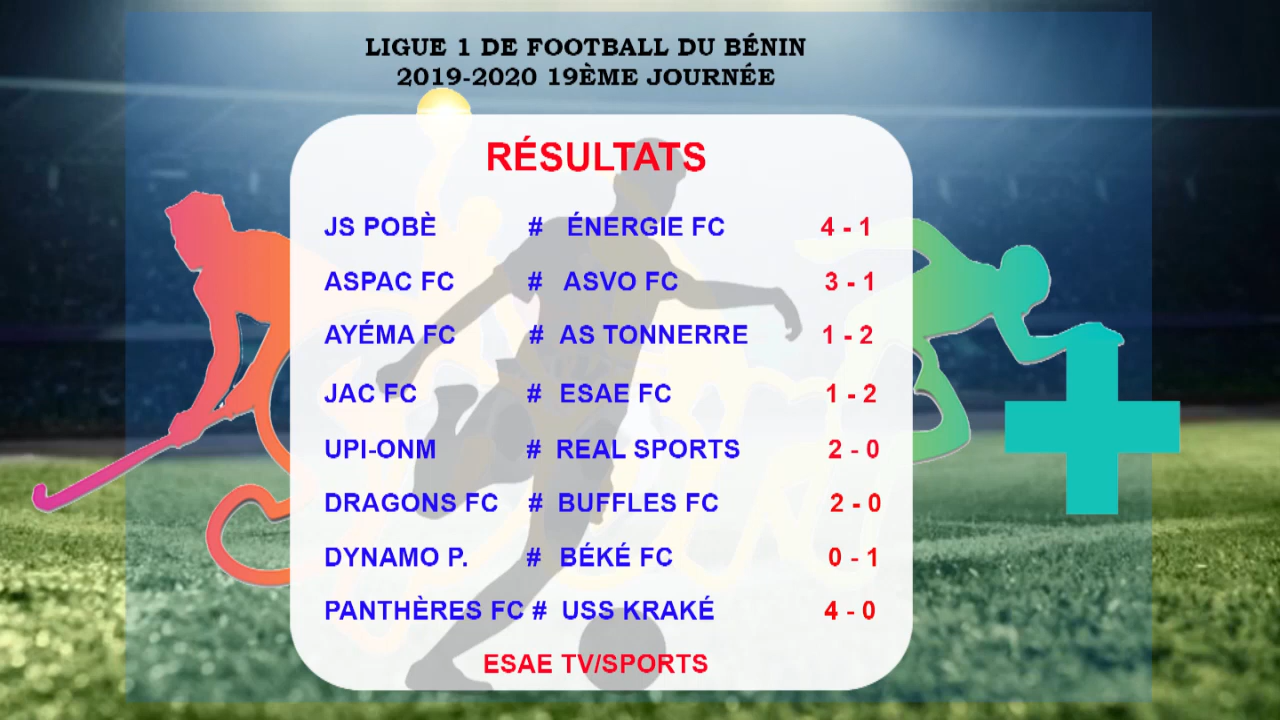 LIGUE 1 DE FOOTBALL DU BÉNIN
2019-2020 19ÈME JOURNÉE
RÉSULTATS
JS POBÈ # ÉNERGIE FC 4 - 1
ASPAC FC # ASVO FC 3 - 1
AYÉMA FC # AS TONNERRE 1 - 2
JAC FC # ESAE FC 1 - 2
UPI-ONM # REAL SPORTS 2 - 0
DRAGONS FC # BUFFLES FC 2 - 0
DYNAMO P. # BÉKÉ FC 0 - 1
PANTHÈRES FC # USS KRAKÉ 4 - 0
ESAE TV/SPORTS